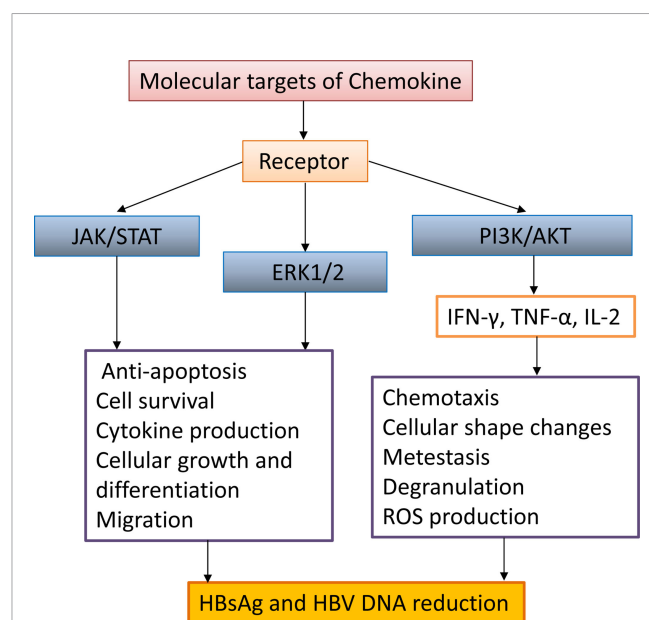 Molecular targets of Chemokine
Receptor
JAK/STAT
ERK1/2
PI3K/AKT
IFN-γ, TNF-α, IL-2
Anti-apoptosis
Cell survival
Cytokine production
Cellular growth and
differentiation
Migration
Chemotaxis
Cellular shape changes
Metestasis
Degranulation
ROS production
HBsAg and HBV DNA reduction